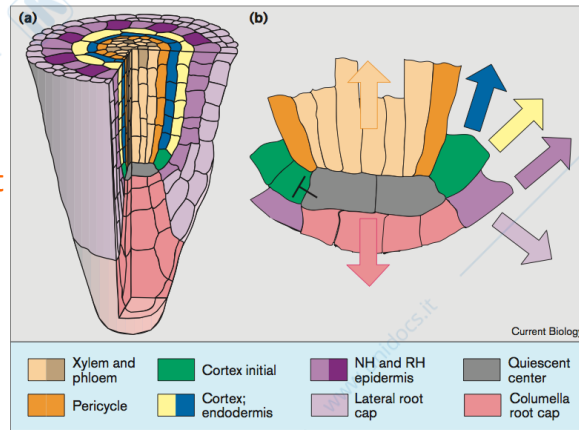 (a)
(b)
Current Biology
Xylem and
phloem
Cortex initial
NH and RH
epidermis
Quiescent
center
Pericycle
Cortex;
endodermis
Lateral root
cap
Columella
root cap